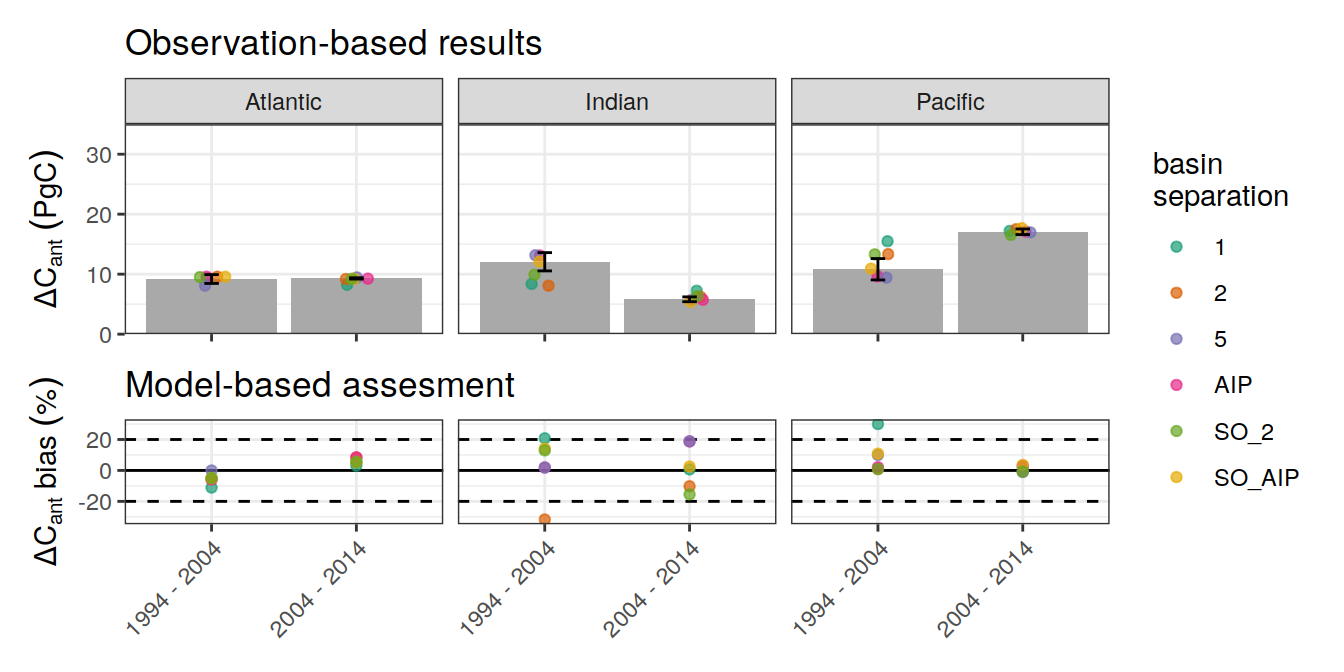 Observation-based results
Atlantic
Indian
Pacific
ΔCant (PgC)
30
20
10
0
Model-based assesment
ΔCant bias (%)
20
0
-20
1994 - 2004
2004 - 2014
1994 - 2004
2004 - 2014
1994 - 2004
2004 - 2014
basin
separation
1
2
5
AIP
SO_2
SO_AIP